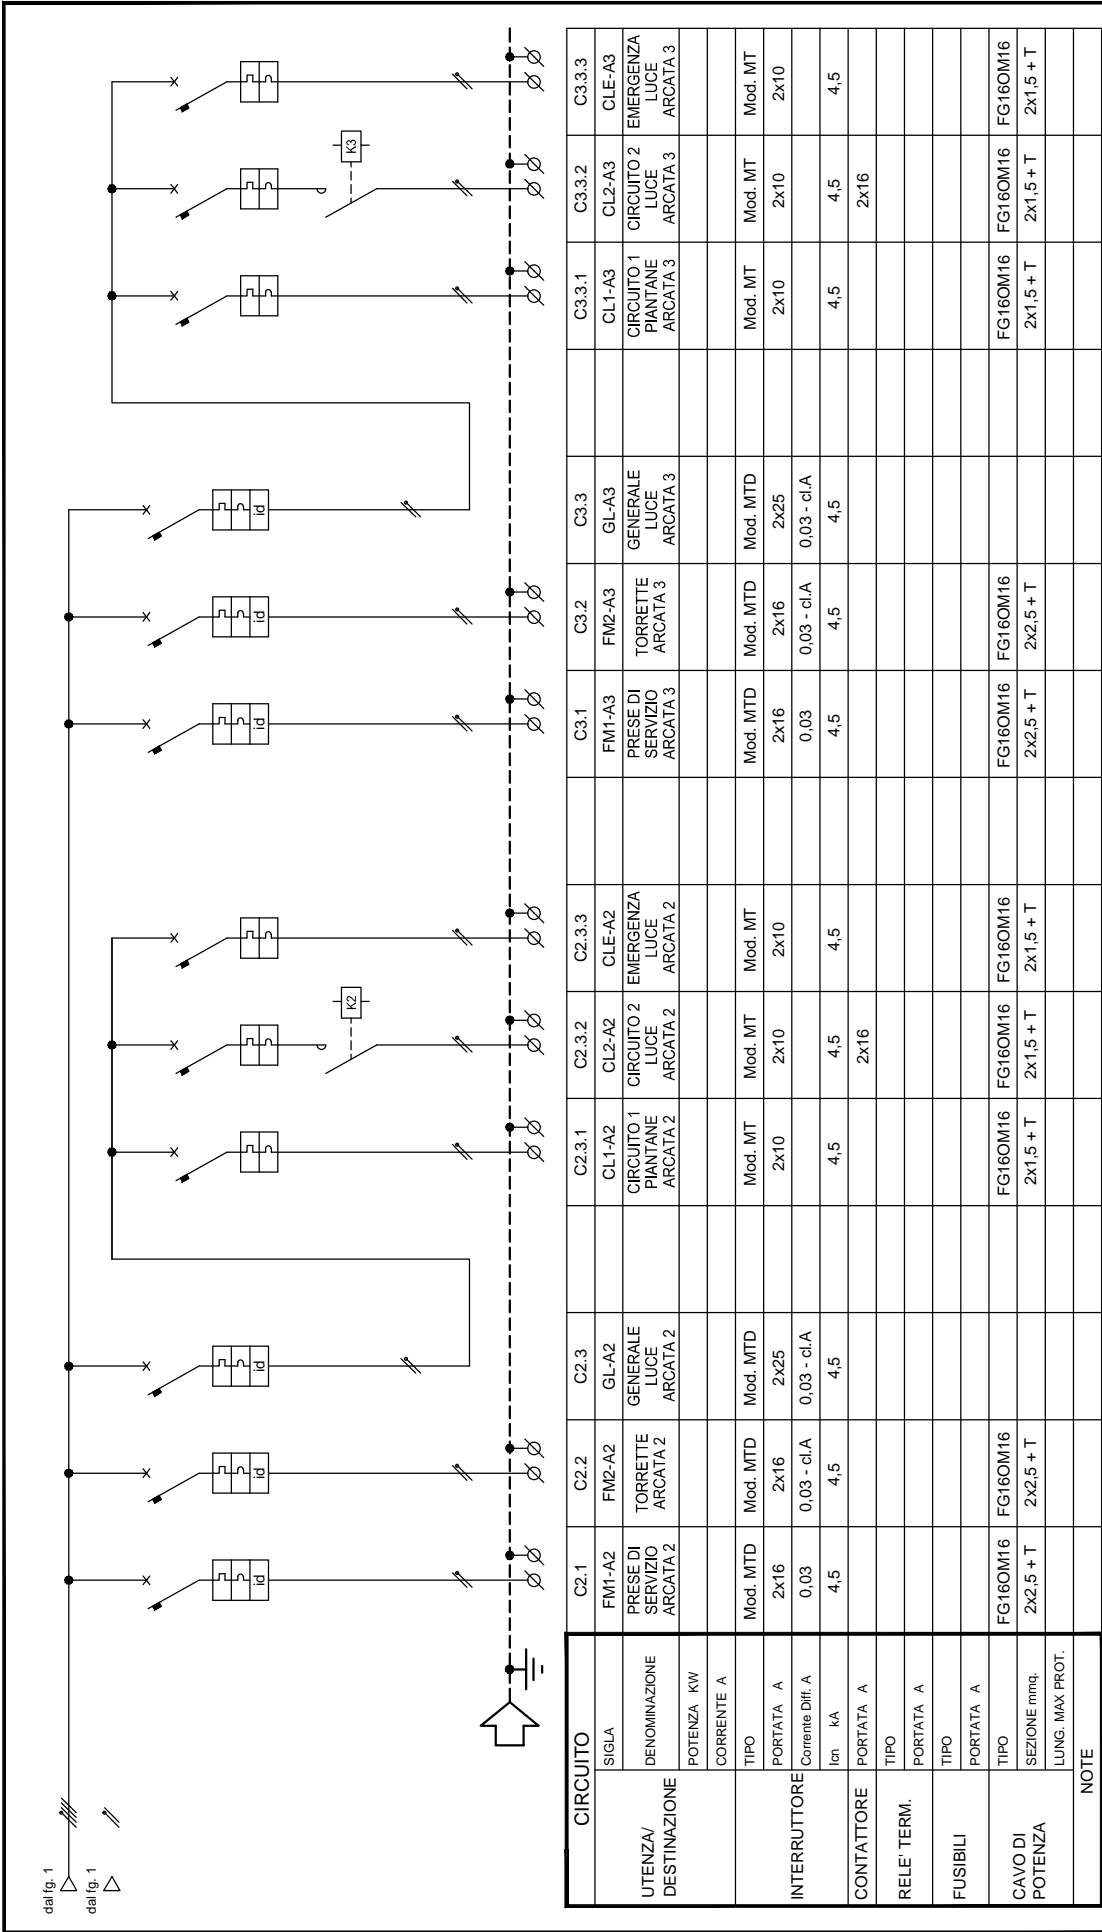 dal fg. 1
dal fg. 1
id
id
id
K2
id
id
id
K3
CIRCUITO C2.1 C2.2 C2.3 C2.3.1 C2.3.2 C2.3.3 C3.1 C3.2 C3.3 C3.3.1 C3.3.2 C3.3.3
UTENZA/
DESTINAZIONE
SIGLA FM1-A2 FM2-A2 GL-A2 CL1-A2 CL2-A2 CLE-A2 FM1-A3 FM2-A3 GL-A3 CL1-A3 CL2-A3 CLE-A3
DENOMINAZIONE
PRESE DI
SERVIZIO
ARCATA 2
TORRETTE
ARCATA 2
GENERALE
LUCE
ARCATA 2
CIRCUITO 1
PIANTANE
ARCATA 2
CIRCUITO 2
LUCE
ARCATA 2
EMERGENZA
LUCE
ARCATA 2
PRESE DI
SERVIZIO
ARCATA 3
TORRETTE
ARCATA 3
GENERALE
LUCE
ARCATA 3
CIRCUITO 1
PIANTANE
ARCATA 3
CIRCUITO 2
LUCE
ARCATA 3
EMERGENZA
LUCE
ARCATA 3
POTENZA KW
CORRENTE A
INTERRUTTORE
TIPO Mod. MTD Mod. MTD Mod. MTD Mod. MT Mod. MT Mod. MT Mod. MTD Mod. MTD Mod. MTD Mod. MT Mod. MT Mod. MT
PORTATA A 2x16 2x16 2x25 2x10 2x10 2x10 2x16 2x16 2x25 2x10 2x10 2x10
Corrente Diff. A 0,03 0,03 - cl.A 0,03 - cl.A 0,03 0,03 - cl.A 0,03 - cl.A
Icn kA 4,5 4,5 4,5 4,5 4,5 4,5 4,5 4,5 4,5 4,5 4,5 4,5
CONTATTORE PORTATA A 2x16 2x16
RELE' TERM.
TIPO
PORTATA A
FUSIBILI
TIPO
PORTATA A
CAVO DI
POTENZA
TIPO FG16OM16 FG16OM16 FG16OM16 FG16OM16 FG16OM16 FG16OM16 FG16OM16 FG16OM16 FG16OM16 FG16OM16
SEZIONE mmq. 2x2,5 + T 2x2,5 + T 2x1,5 + T 2x1,5 + T 2x1,5 + T 2x2,5 + T 2x2,5 + T 2x1,5 + T 2x1,5 + T 2x1,5 + T
LUNG. MAX PROT.
NOTE